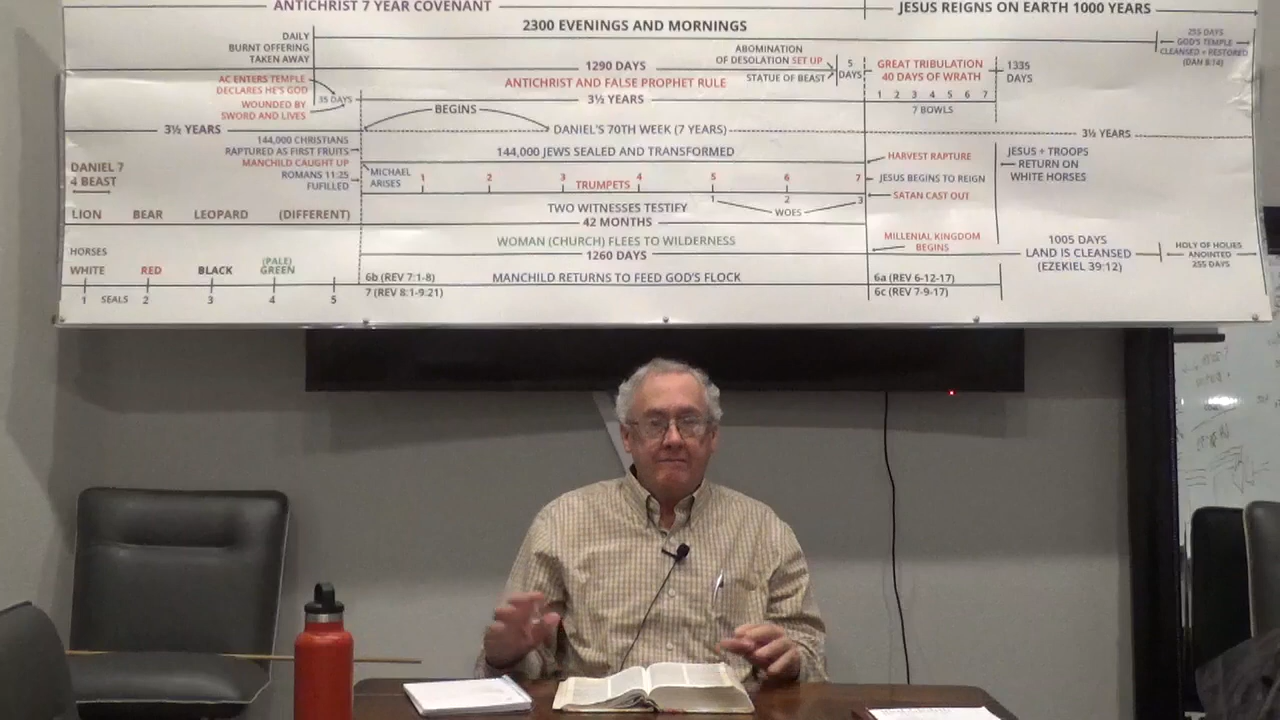 ANTICHRIST 7 YEAR COVENANT
JESUS REIGNS ON EARTH 1000 YEARS
2300 EVENINGS AND MORNINGS
DAILY
BURNT OFFERING
TAKEN AWAY
255 DAYS
GOD'S TEMPLE
CLEANSED + RESTORED
(DAN 8:14)
ABOMINATION
OF DESOLATION SET UP
STATUE OF BEAST
5
DAYS
1290 DAYS
GREAT TRIBULATION
40 DAYS OF WRATH
1335
DAYS
AC ENTERS TEMPLE
DECLARES HE'S GOD
ANTICHRIST AND FALSE PROPHET RULE
WOUNDED BY
SWORD AND LIVES
35 DAYS
3½ YEARS
1 2 3 4 5 6 7
7 BOWLS
BEGINS
3½ YEARS
DANIEL'S 70TH WEEK (7 YEARS)
3½ YEARS
144,000 CHRISTIANS
RAPTURED AS FIRST FRUITS
MANCHILD CAUGHT UP
ROMANS 11:25
FUFILLED
144,000 JEWS SEALED AND TRANSFORMED
HARVEST RAPTURE
JESUS + TROOPS
RETURN ON
WHITE HORSES
DANIEL 7
4 BEAST
MICHAEL
ARISES
1 2 3 4 5 6 7
TRUMPETS
JESUS BEGINS TO REIGN
SATAN CAST OUT
1 2 3
WOES
LION BEAR LEOPARD (DIFFERENT)
TWO WITNESSES TESTIFY
42 MONTHS
WOMAN (CHURCH) FLEES TO WILDERNESS
1260 DAYS
MILLENIAL KINGDOM
BEGINS
1005 DAYS
LAND IS CLEANSED
(EZEKIEL 39:12)
HOLY OF HOLIES
ANOINTED
255 DAYS
HORSES
WHITE RED BLACK (PALE) GREEN
1 SEALS 2 3 4 5
6b (REV 7:1-8)
MANCHILD RETURNS TO FEED GOD'S FLOCK
6a (REV 6-12-17)
7 (REV 8:1-9:21)
6c (REV 7-9-17)